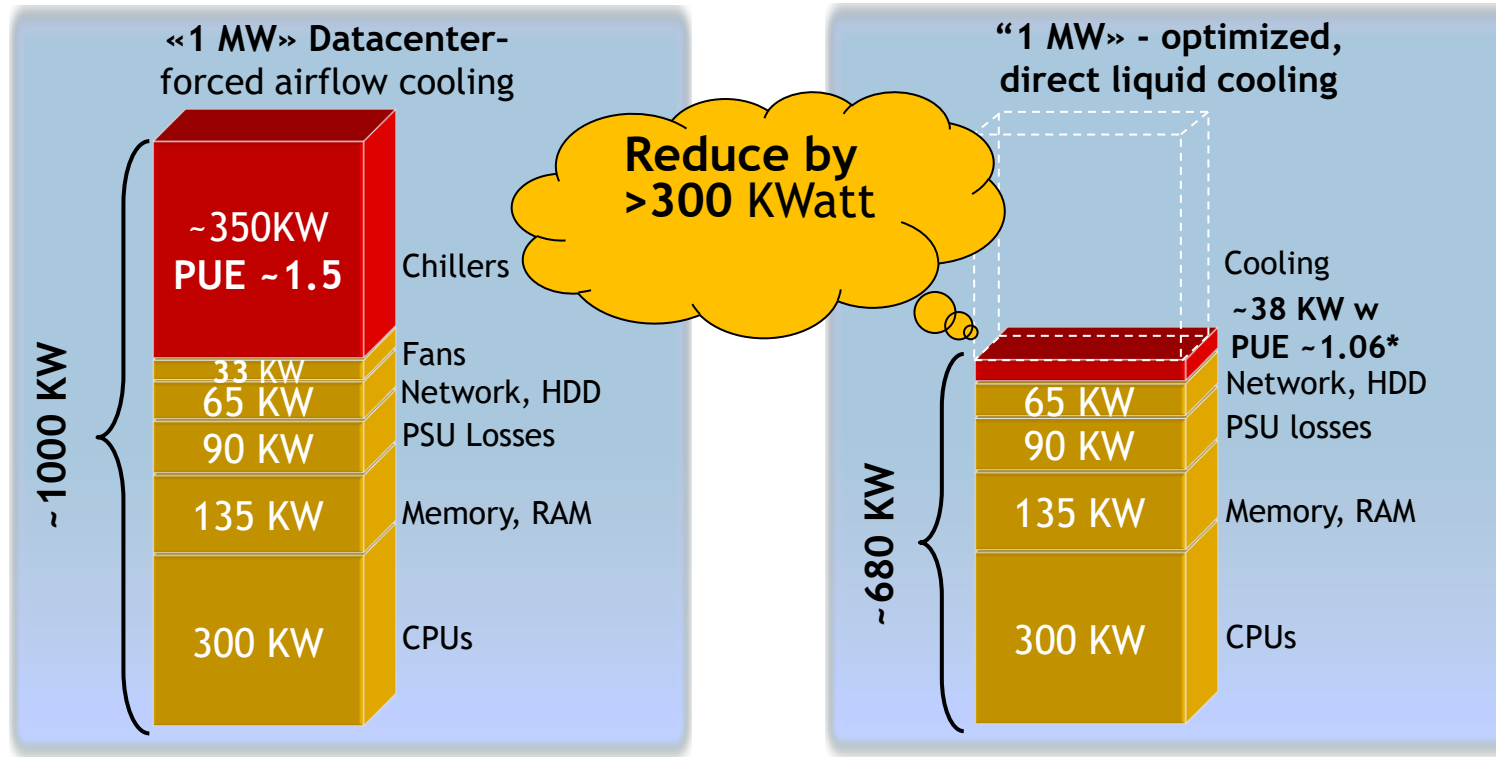 «1 MW» Datacenter–
forced airflow cooling
~1000 KW
~350KW
PUE ~1.5
Chillers
33 KW
Fans
65 KW
Network, HDD
90 KW
PSU Losses
135 KW
Memory, RAM
300 KW
CPUs
Reduce by
>300 KWatt
“1 MW» - optimized,
direct liquid cooling
~680 KW
Cooling
~38 KW w
PUE ~1.06*
65 KW
Network, HDD
90 KW
PSU losses
135 KW
Memory, RAM
300 KW
CPUs